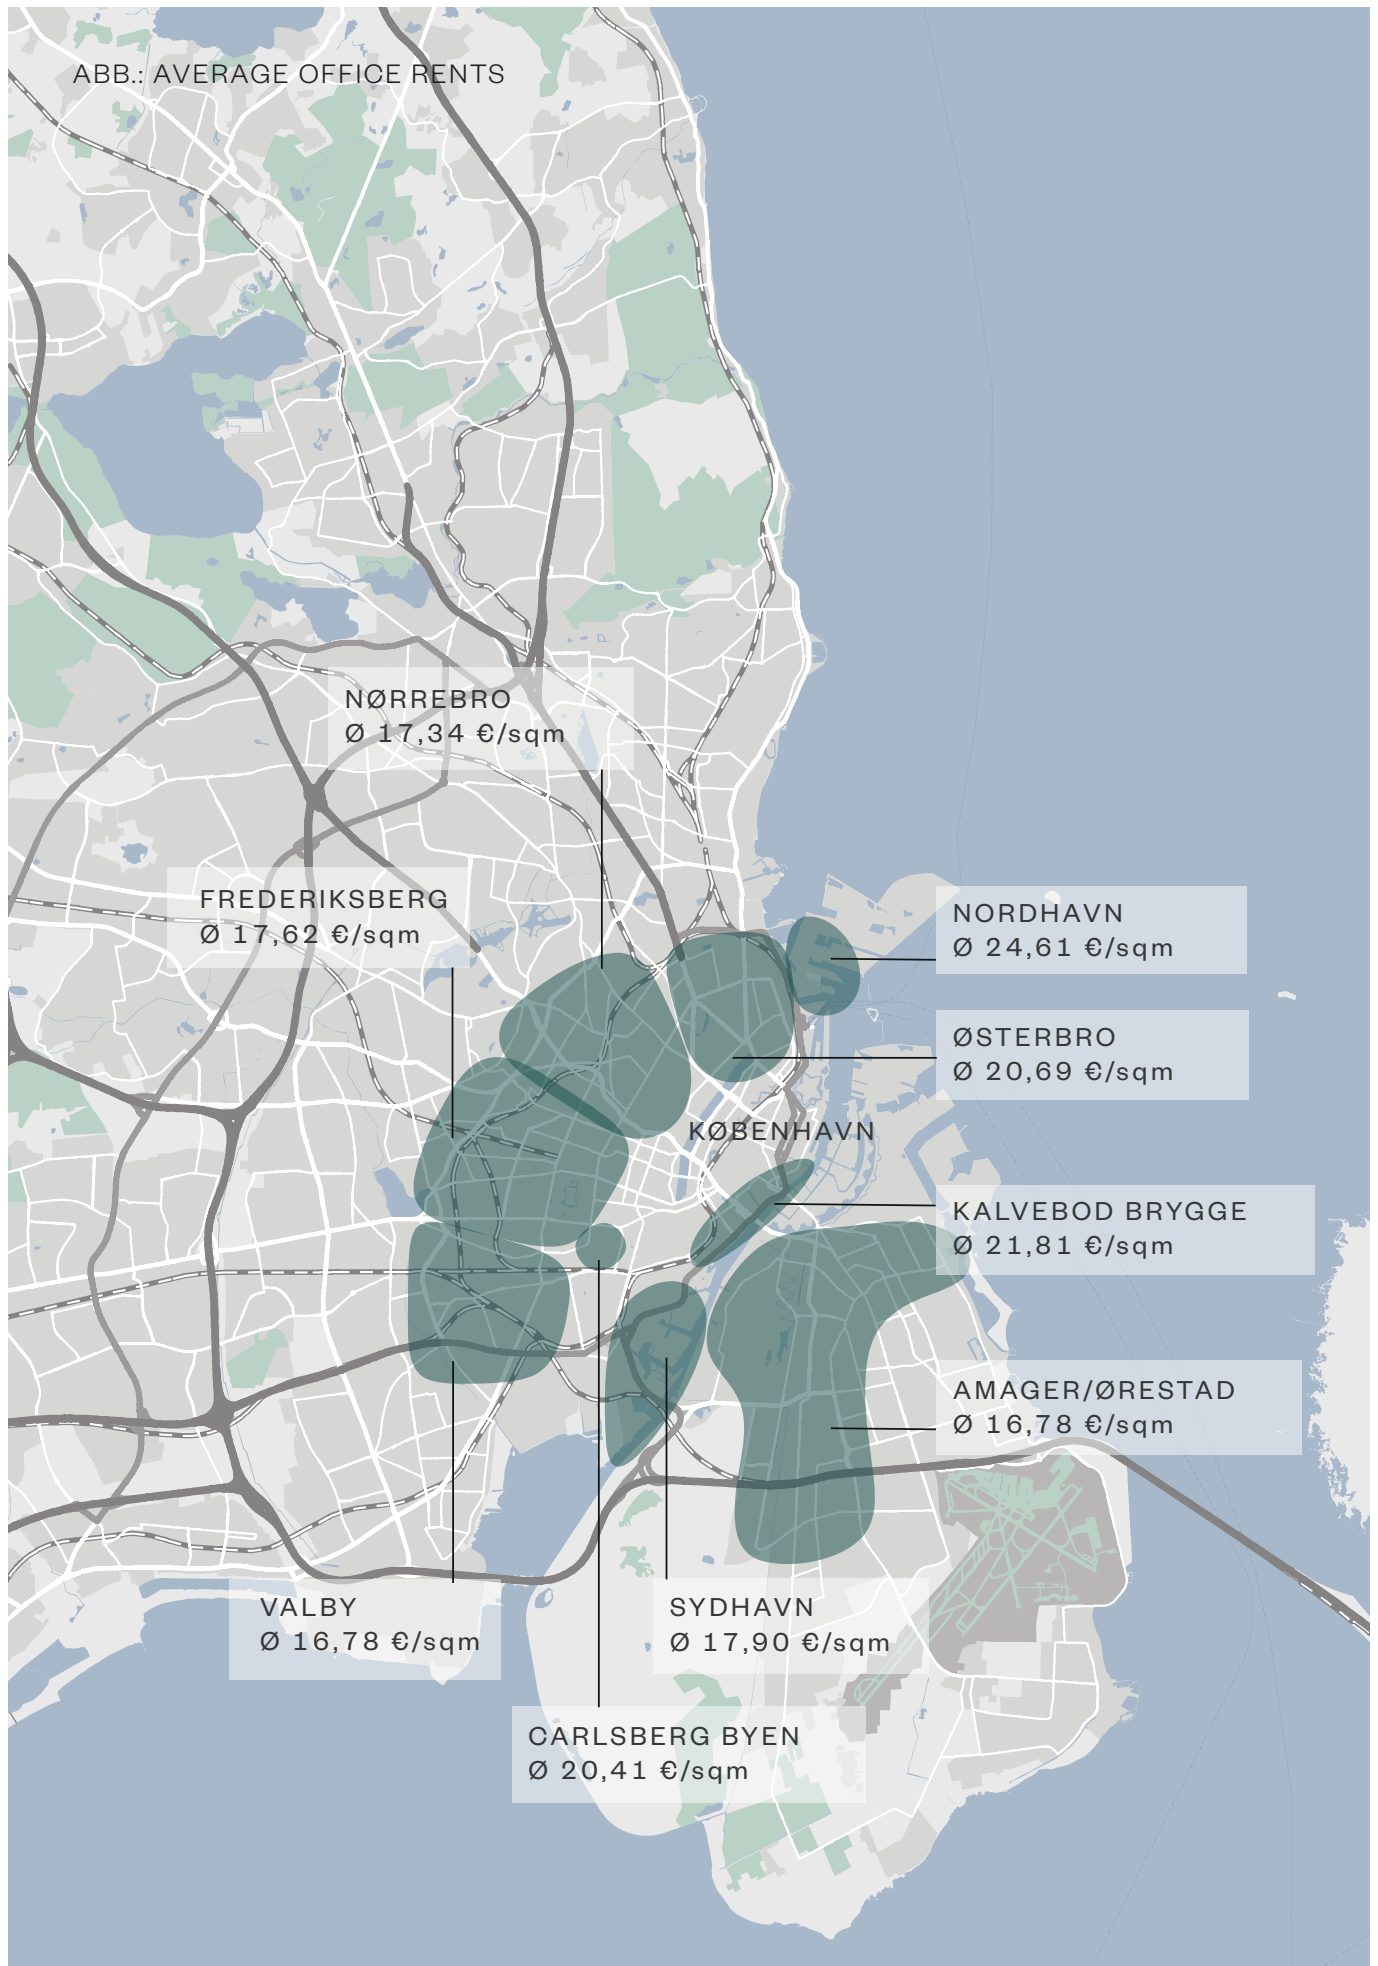 ABB.: AVERAGE OFFICE RENTS
NØRREBRO
Ø 17,34 €/sqm
FREDERIKSBERG
Ø 17,62 €/sqm
NORDHAVN
Ø 24,61 €/sqm
ØSTERBRO
Ø 20,69 €/sqm
KØBENHAVN
KALVEBOD BRYGGE
Ø 21,81 €/sqm
AMAGER/ØRESTAD
Ø 16,78 €/sqm
VALBY
Ø 16,78 €/sqm
SYDHAVN
Ø 17,90 €/sqm
CARLSBERG BYEN
Ø 20,41 €/sqm